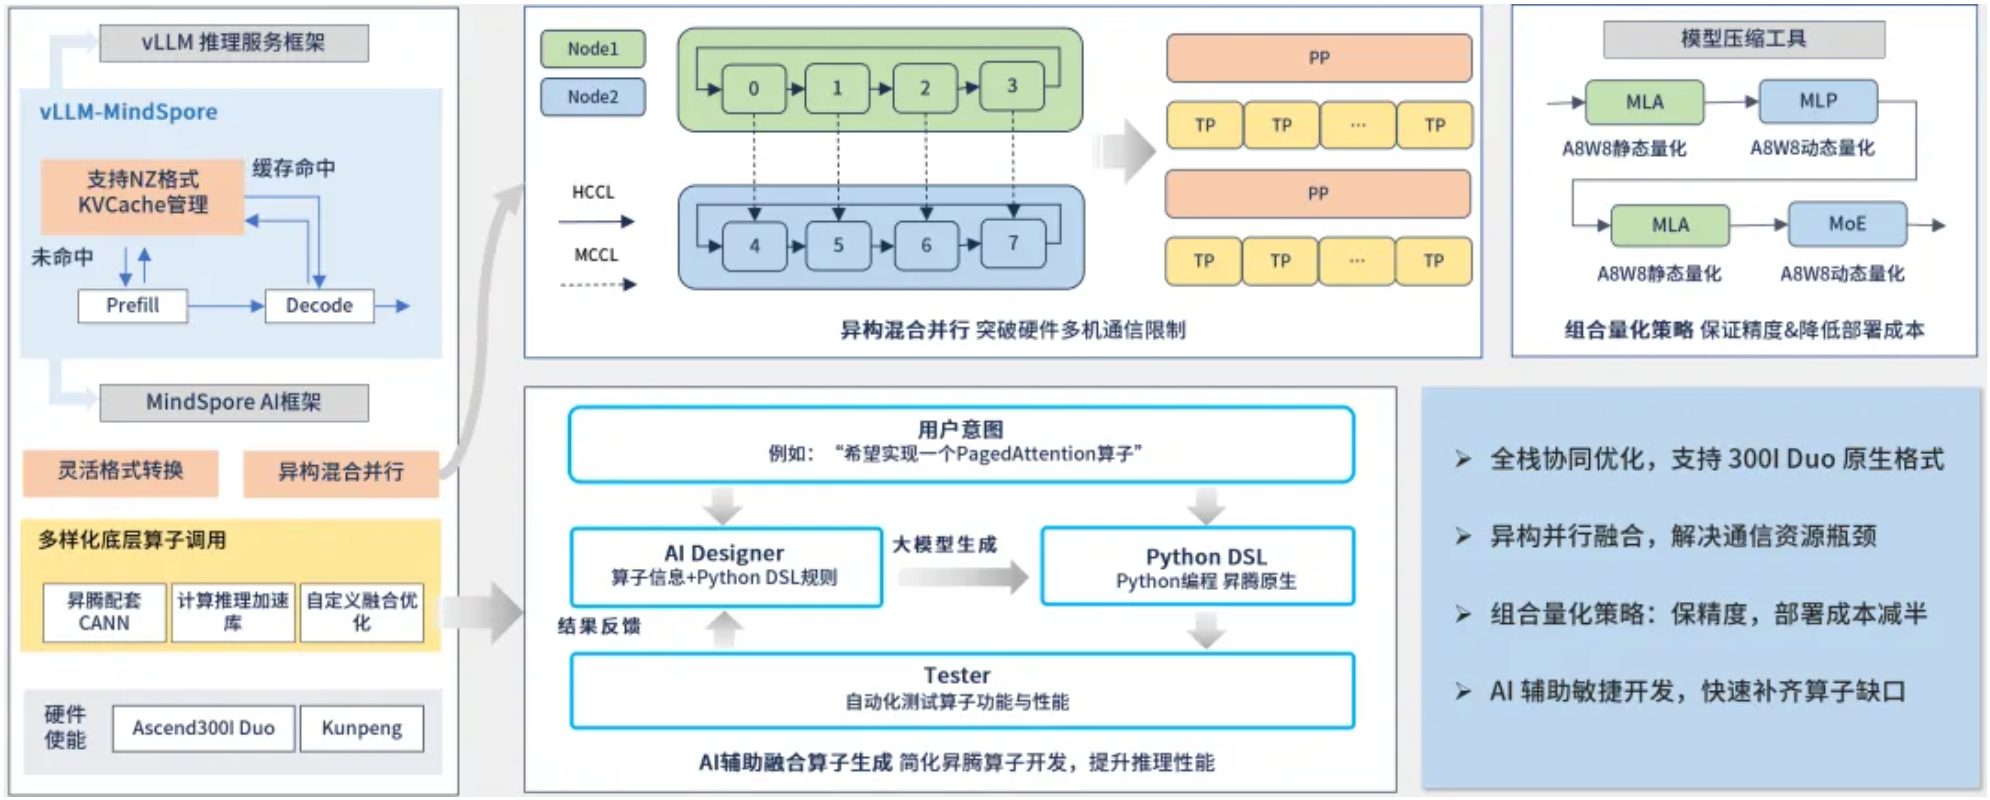 vLLM 推理服务框架
vLLM-MindSpore
支持NZ格式
KVCache管理
缓存命中
未命中
Prefill
Decode
MindSpore AI框架
灵活格式转换
异构混合并行
多样化底层算子调用
昇腾配套
CANN
计算推理加速
库
自定义融合优
化
硬件
使能
Ascend300I Duo
Kunpeng
Node1
Node2
0
1
2
3
HCCL
MCCL
4
5
6
7
PP
TP
TP
...
TP
PP
TP
TP
...
TP
异构混合并行 突破硬件多机通信限制
模型压缩工具
MLA
MLP
A8W8静态量化
A8W8动态量化
MLA
MoE
A8W8静态量化
A8W8动态量化
组合量化策略 保证精度&降低部署成本
用户意图
例如：“希望实现一个PagedAttention算子”
AI Designer
算子信息+Python DSL规则
大模型生成
Python DSL
Python编程 昇腾原生
结果反馈
Tester
自动化测试算子功能与性能
AI辅助融合算子生成 简化昇腾算子开发，提升推理性能
➢ 全栈协同优化，支持 300I Duo 原生格式
➢ 异构并行融合，解决通信资源瓶颈
➢ 组合量化策略：保精度，部署成本减半
➢ AI 辅助敏捷开发，快速补齐算子缺口